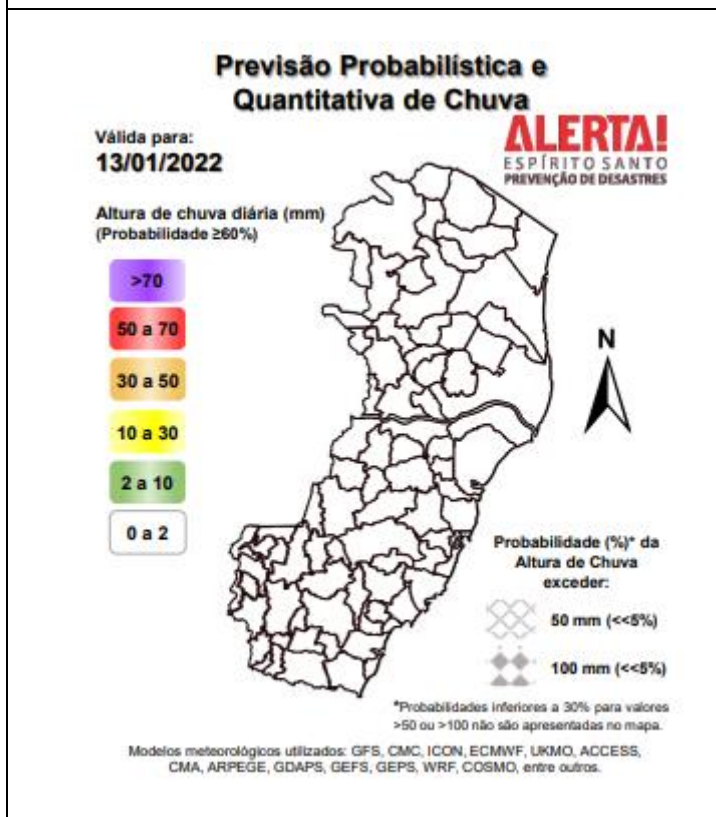 Previsão Probabilística e
Quantitativa de Chuva
Válida para:
13/01/2022
ALERTA!
ESPÍRITO SANTO
PREVENÇÃO DE DESASTRES
Altura de chuva diária (mm)
(Probabilidade ≥60%)
>70
50 a 70
30 a 50
10 a 30
2 a 10
0 a 2
N
Probabilidade (%)* da
Altura de Chuva
exceder:
50 mm (<<5%)
100 mm (<<5%)
*Probabilidades inferiores a 30% para valores
>50 ou >100 não são apresentadas no mapa.
Modelos meteorológicos utilizados: GFS, CMC, ICON, ECMWF, UKMO, ACCESS,
CMA, ARPEGE, GDAPS, GEFS, GEPS, WRF, COSMO, entre outros.